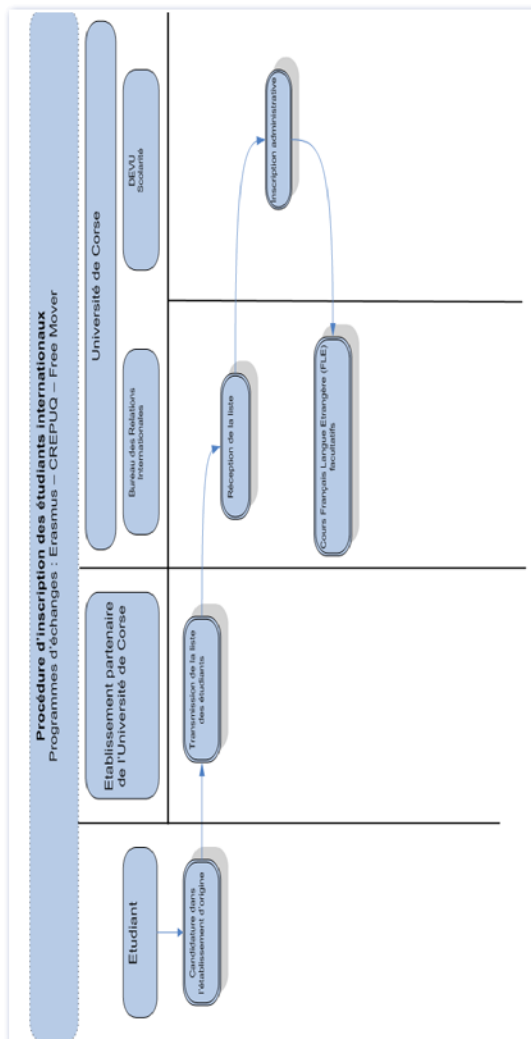 Procédure d'inscription des étudiants internationaux
Programmes d'échanges : Erasmus – CREPUQ – Free Mover
Etudiant
Etablissement partenaire
de l'Université de Corse
Université de Corse
Bureau des Relations
Internationales
DEVU
Scolarité
Candidature dans
l'établissement d'origine
Transmission de la liste
des étudiants
Réception de la liste
Inscription administrative
Cours Français Langue Etrangère (FLE)
facultatifs